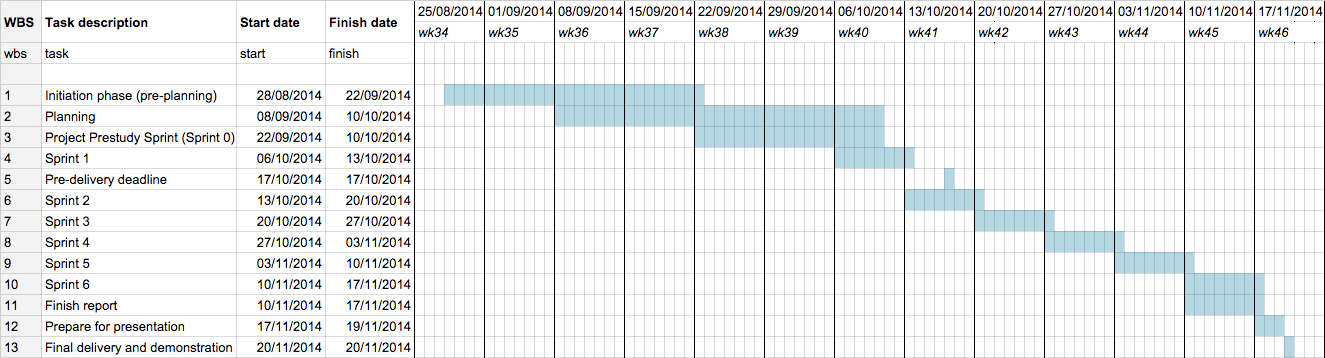 WBS Task description Start date Finish date 25/08/2014 01/09/2014 08/09/2014 15/09/2014 22/09/2014 29/09/2014 06/10/2014 13/10/2014 20/10/2014 27/10/2014 03/11/2014 10/11/2014 17/11/2014
wk34 wk35 wk36 wk37 wk38 wk39 wk40 wk41 wk42 wk43 wk44 wk45 wk46
wbs task start finish
1 Initiation phase (pre-planning) 28/08/2014 22/09/2014
2 Planning 08/09/2014 10/10/2014
3 Project Prestudy Sprint (Sprint 0) 22/09/2014 10/10/2014
4 Sprint 1 06/10/2014 13/10/2014
5 Pre-delivery deadline 17/10/2014 17/10/2014
6 Sprint 2 13/10/2014 20/10/2014
7 Sprint 3 20/10/2014 27/10/2014
8 Sprint 4 27/10/2014 03/11/2014
9 Sprint 5 03/11/2014 10/11/2014
10 Sprint 6 10/11/2014 17/11/2014
11 Finish report 10/11/2014 17/11/2014
12 Prepare for presentation 17/11/2014 19/11/2014
13 Final delivery and demonstration 20/11/2014 20/11/2014